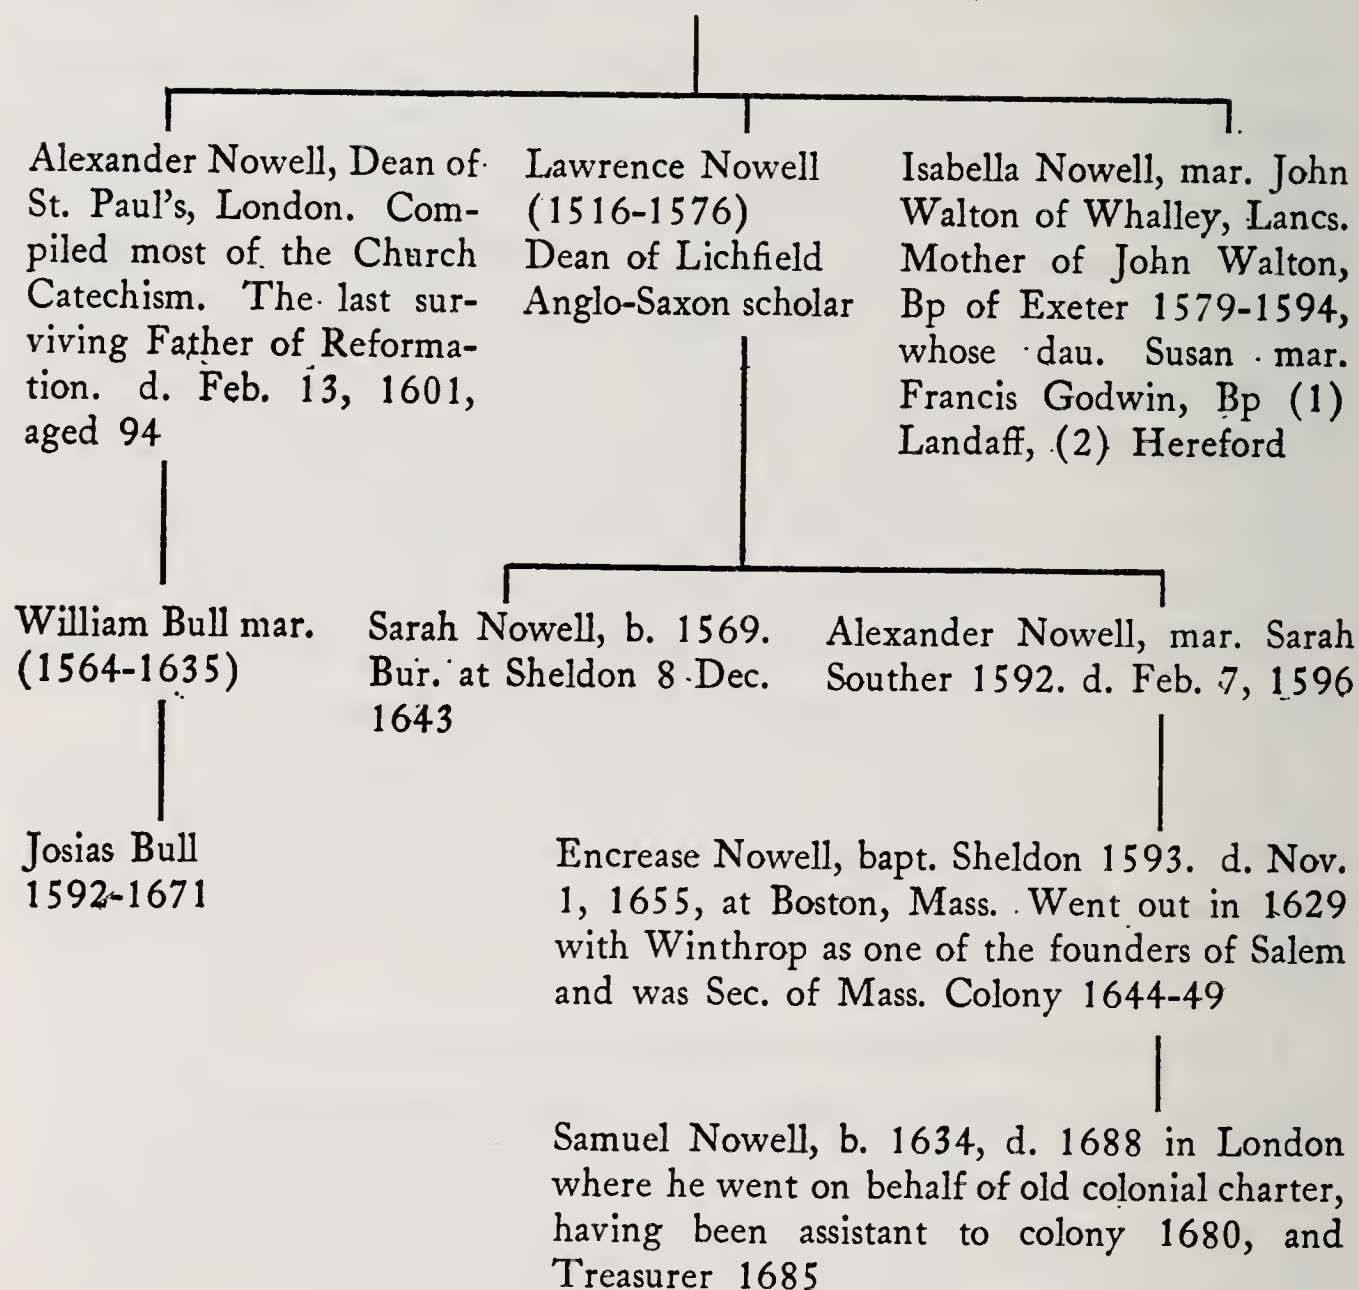 Alexander Nowell, Dean of
St. Paul's, London. Com-
piled most of the Church
Catechism. The last sur-
viving Father of Reforma-
tion. d. Feb. 13, 1601,
aged 94
Lawrence Nowell
(1516-1576)
Dean of Lichfield
Anglo-Saxon scholar
Isabella Nowell, mar. John
Walton of Whalley, Lancs.
Mother of John Walton,
Bp of Exeter 1579-1594,
whose dau. Susan mar.
Francis Godwin, Bp (1)
Landaff, (2) Hereford
William Bull mar.
(1564-1635)
Sarah Nowell, b. 1569.
Bur. at Sheldon 8 Dec.
1643
Alexander Nowell, mar. Sarah
Souther 1592. d. Feb. 7, 1596
Josias Bull
1592-1671
Encrease Nowell, bapt. Sheldon 1593. d. Nov.
1, 1655, at Boston, Mass. Went out in 1629
with Winthrop as one of the founders of Salem
and was Sec. of Mass. Colony 1644-49
Samuel Nowell, b. 1634, d. 1688 in London
where he went on behalf of old colonial charter,
having been assistant to colony 1680, and
Treasurer 1685